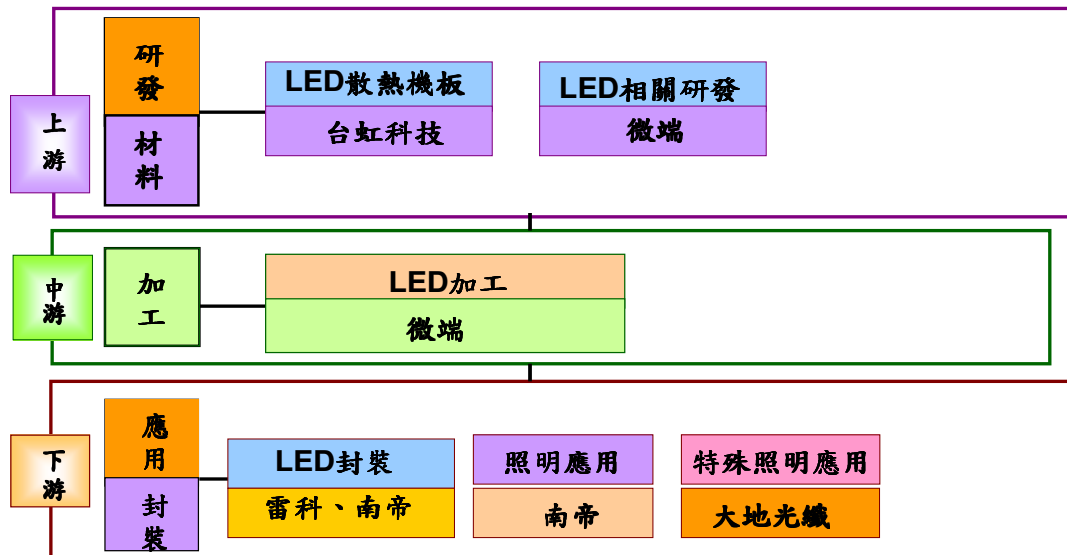 上游
研發
材料
LED散熱機板
台虹科技
LED相關研發
微端
中游
加工
LED加工
微端
下游
應用
封裝
LED封裝
雷科、南帝
照明應用
南帝
特殊照明應用
大地光纖